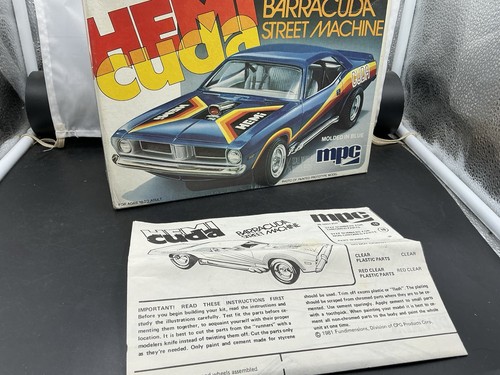 HEMI
cuda
BARRACUDA
STREET MACHINE
HEMI
HEMI
cuda
MOLDED IN BLUE
mpc
HEMI
cuda
BARRACUDA
STREET MACHINE
mpc
CLEAR
PLASTIC PARTS
CLEAR
RED CLEAR
PLASTIC PARTS
RED CLEAR
IMPORTANT! READ THESE INSTRUCTIONS FIRST
Before you begin building your kit, read the instructions and
study the illustrations carefully. Test fit the parts before ce-
menting them together, to acquaint yourself with their proper
location. It is best to cut the parts from the "runners" with a
modelers knife instead of twisting them off. Cut the parts only
as they're needed. Only paint and cement made for styrene
should be used. Trim off excess plastic or "flash". The plating
should be scraped from chromed parts where they are to be ce-
mented. Use cement sparingly. Apply cement to small parts
with a toothpick. When painting your model it is best to ce-
ment all non-chromed parts to the body and paint the whole
unit at one time.
© 1981 Fundimensions, Division of CPG Products Corp.
wheels assembled